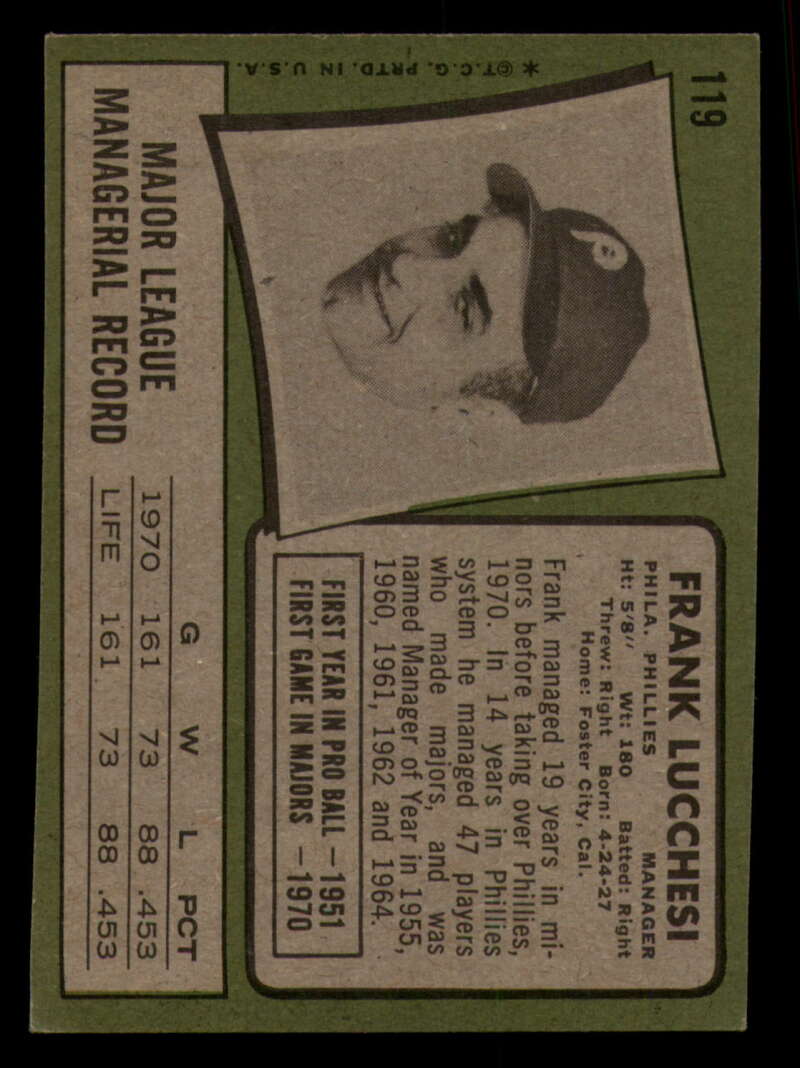 119
* ©T.C.G. PRTD. IN U.S.A.
P
FRANK LUCCHESI
PHILA. PHILLIES MANAGER
Ht: 5'8" Wt: 180 Batted: Right
Threw: Right Born: 4-24-27
Home: Foster City, Cal.
Frank managed 19 years in mi-
nors before taking over Phillies,
1970. In 14 years in Phillies
system he managed 47 players
who made majors, and was
named Manager of Year in 1955,
1960, 1961, 1962 and 1964.
FIRST YEAR IN PRO BALL — 1951
FIRST GAME IN MAJORS — 1970
MAJOR LEAGUE
MANAGERIAL RECORD
G W L PCT
1970 161 73 88 .453
LIFE 161 73 88 .453